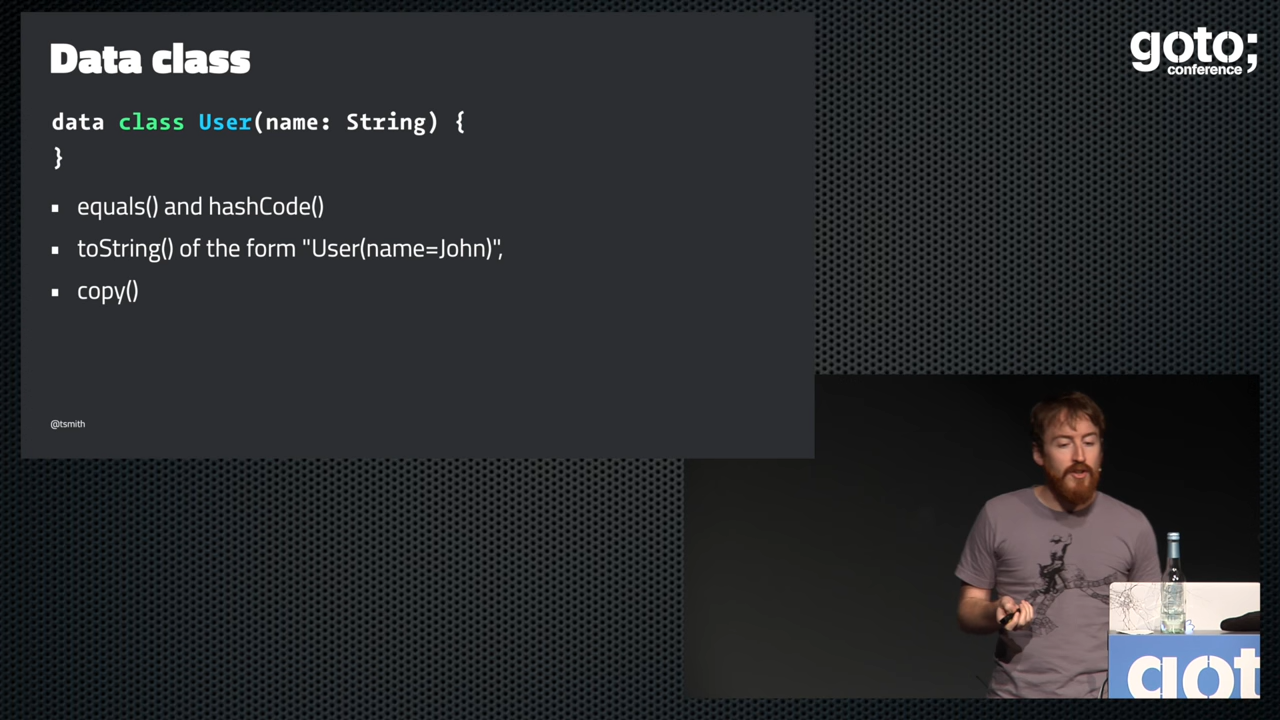 Data class
goto;
conference
data class User(name: String) {
}
▪ equals() and hashCode()
▪ toString() of the form "User(name=John)",
▪ copy()
@tsmith
got